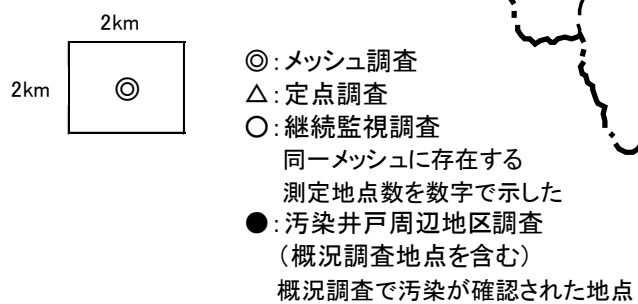 2km
2km
◎
◎:メッシュ調査
△:定点調査
○:継続監視調査
同一メッシュに存在する
測定地点数を数字で示した
●:汚染井戸周辺地区調査
(概況調査地点を含む)
概況調査で汚染が確認された地点